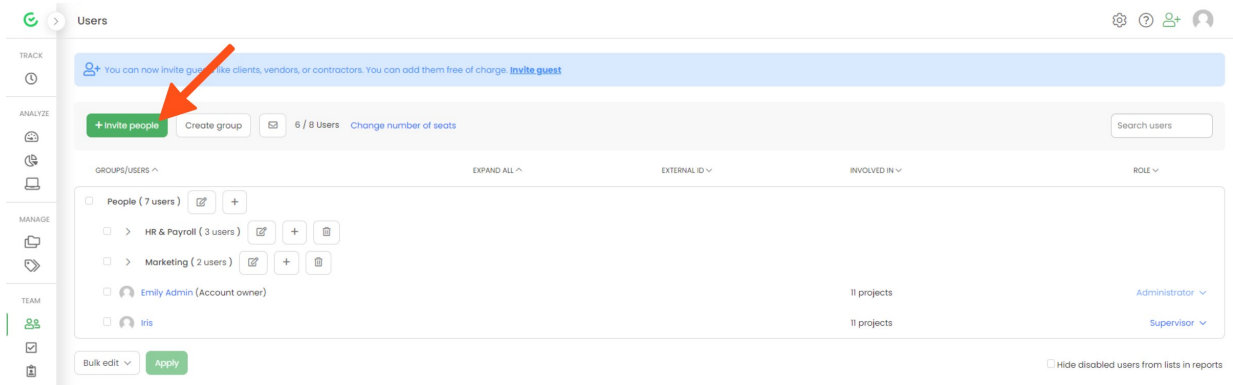 Users
TRACK
ANALYZE
MANAGE
TEAM
You can now invite guests like clients, vendors, or contractors. You can add them free of charge. Invite guest
+ Invite people
Create group
6 / 8 Users
Change number of seats
Search users
GROUPS/USERS
EXPAND ALL
EXTERNAL ID
INVOLVED IN
ROLE
People ( 7 users )
HR & Payroll ( 3 users )
Marketing ( 2 users )
Emily Admin (Account owner)
11 projects
Administrator
Iris
11 projects
Supervisor
Bulk edit
Apply
Hide disabled users from lists in reports